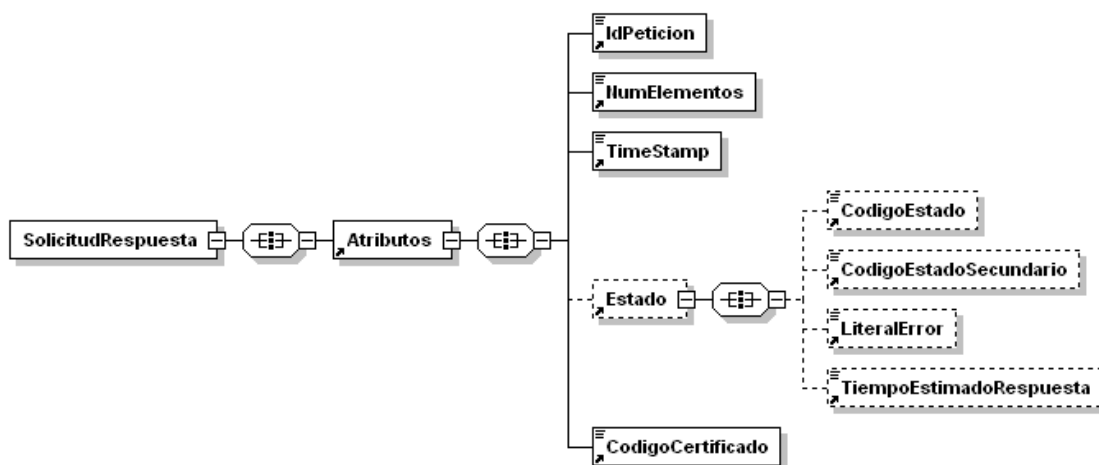 IdPeticion
NumElementos
TimeStamp
SolicitudRespuesta
Atributos
Estado
CodigoEstado
CodigoEstadoSecundario
LiteralError
TiempoEstimadoRespuesta
CodigoCertificado